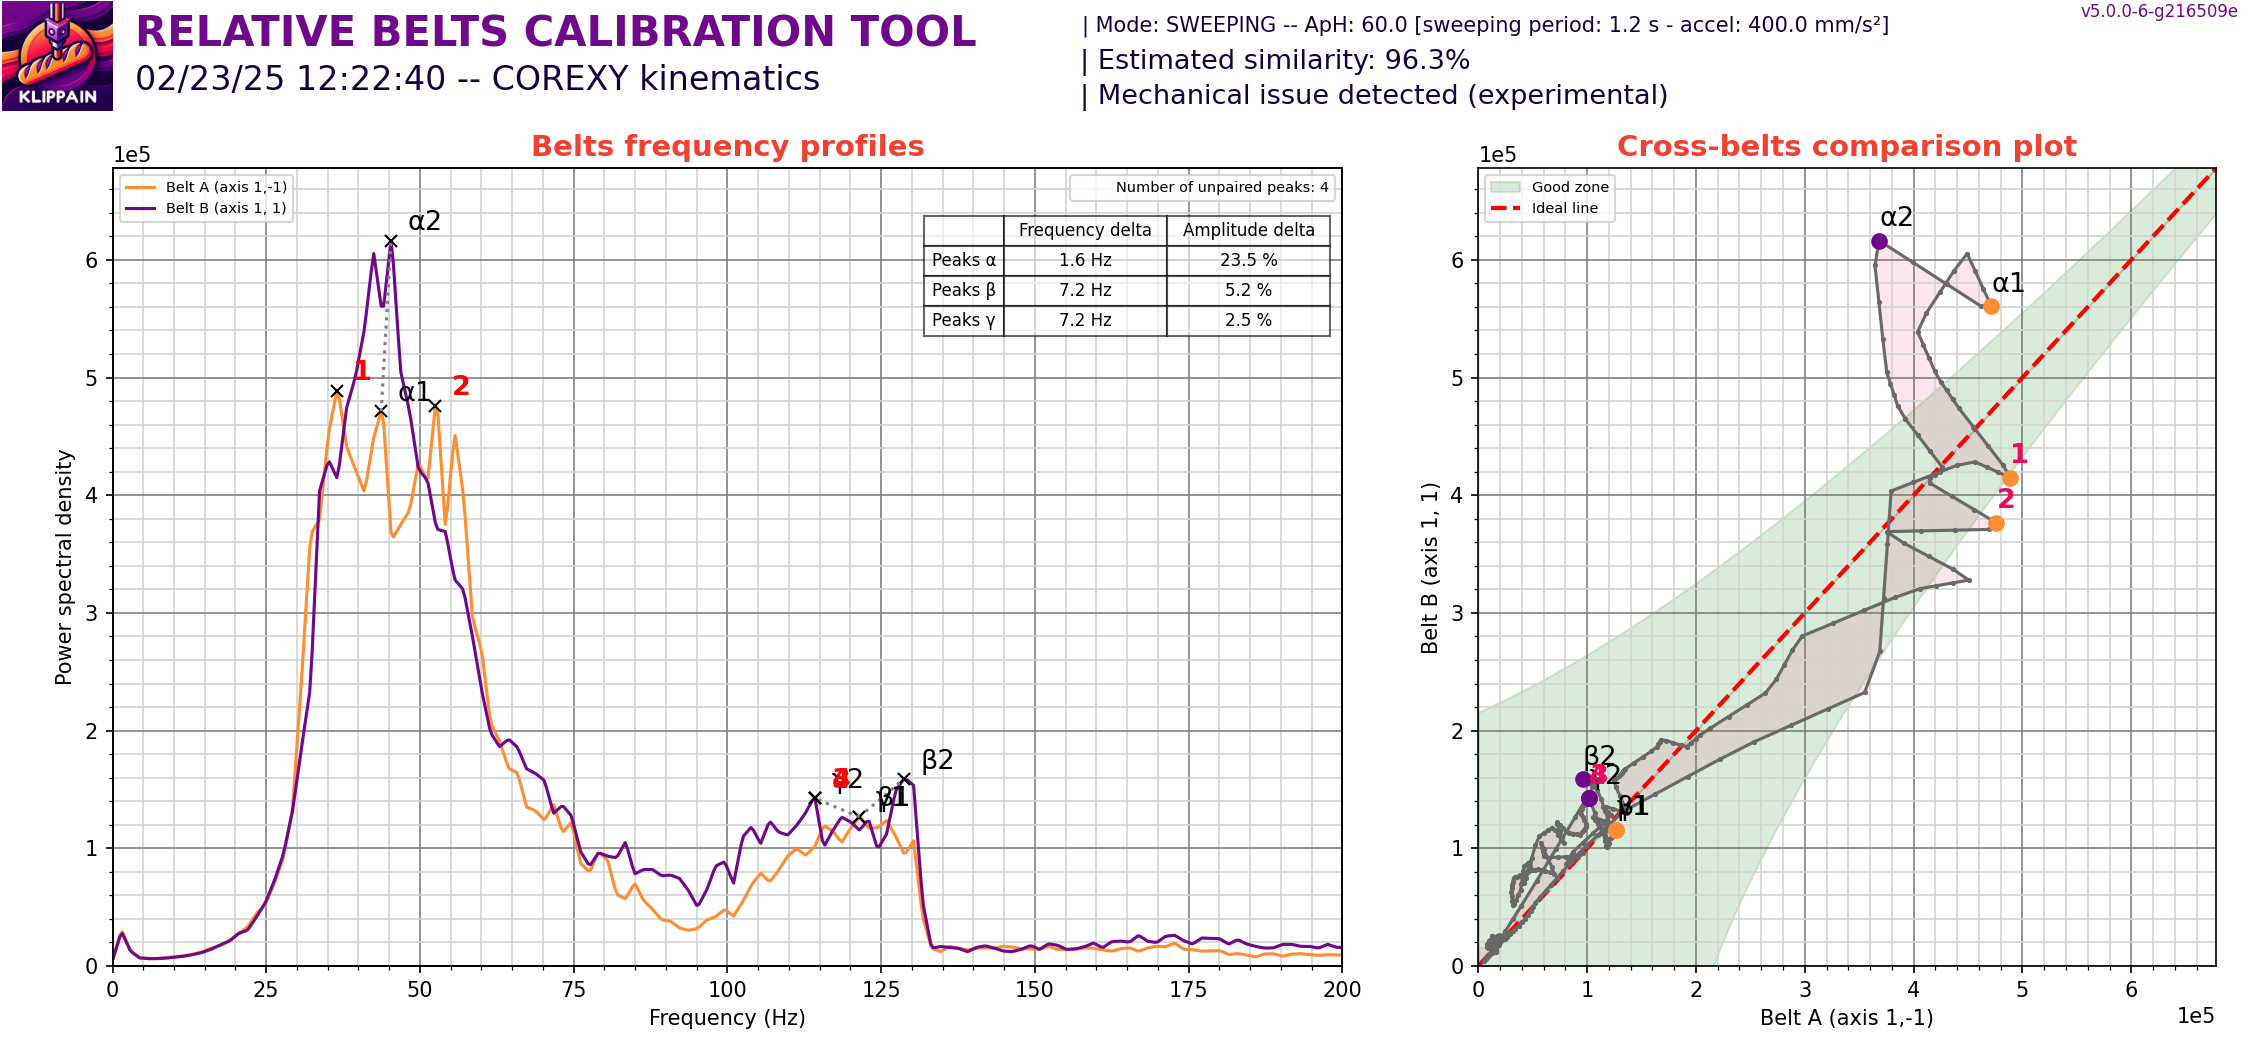 KLIPPAIN
RELATIVE BELTS CALIBRATION TOOL
02/23/25 12:22:40 -- COREXY kinematics
| Mode: SWEEPING -- ApH: 60.0 [sweeping period: 1.2 s - accel: 400.0 mm/s²]
| Estimated similarity: 96.3%
| Mechanical issue detected (experimental)
v5.0.0-6-g216509e
Belts frequency profiles
1e5
Belt A (axis 1,-1)
Belt B (axis 1, 1)
Number of unpaired peaks: 4
Frequency delta Amplitude delta
Peaks α 1.6 Hz 23.5 %
Peaks β 7.2 Hz 5.2 %
Peaks γ 7.2 Hz 2.5 %
α2
1
α1
2
β2
β1
6
5
4
3
2
1
0
Power spectral density
0 25 50 75 100 125 150 175 200
Frequency (Hz)
Cross-belts comparison plot
1e5
Good zone
Ideal line
α2
α1
1
2
β2
β1
6
5
4
3
2
1
0
Belt B (axis 1, 1)
0 1 2 3 4 5 6
Belt A (axis 1,-1)
1e5